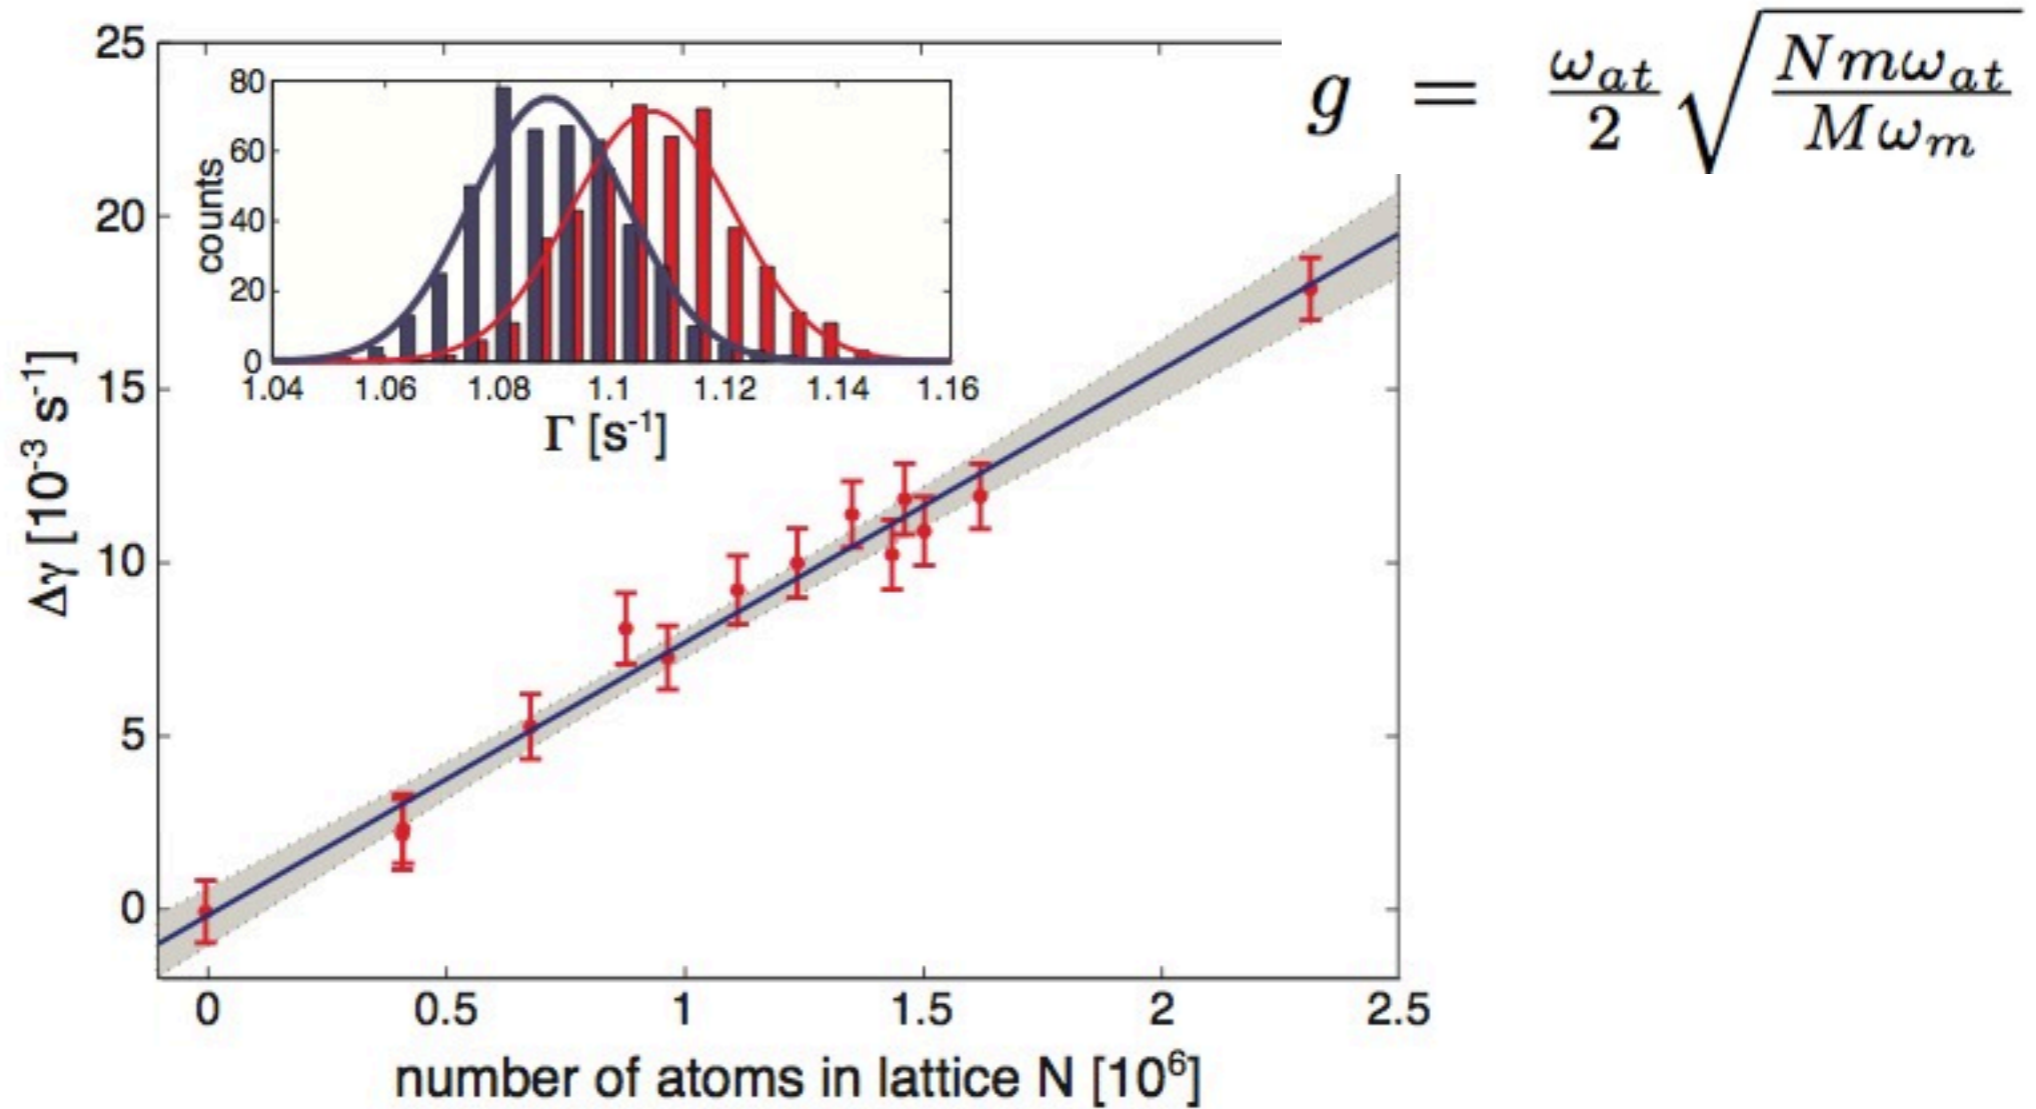 25
20
15
10
5
0
Δγ [10⁻³ s⁻¹]
0 0.5 1 1.5 2 2.5
number of atoms in lattice N [10⁶]
80
60
40
20
0
counts
1.04 1.06 1.08 1.1 1.12 1.14 1.16
Γ [s⁻¹]
g = ω_at/2 √(Nmω_at/Mω_m)